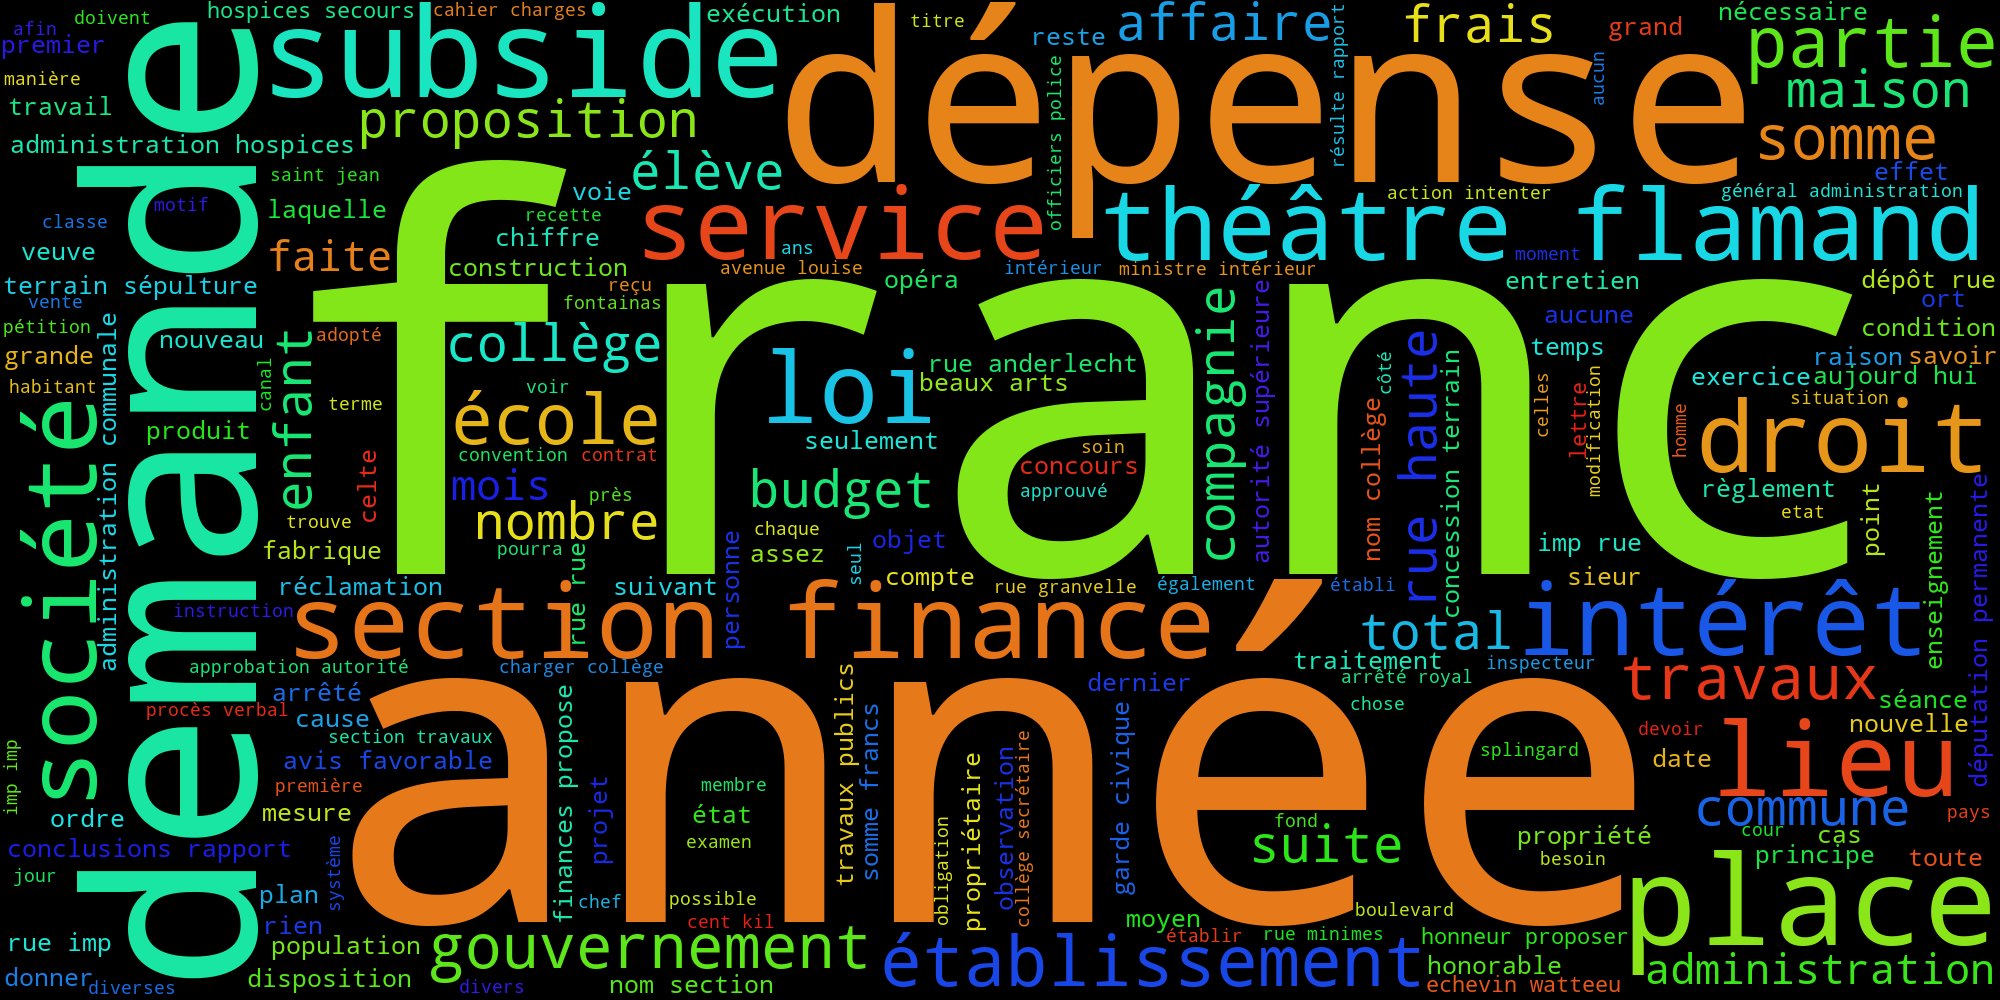 afin
doivent
hospices secours
cahier charges
exécution
titre
affaire
frais
grand
nécessaire
premier
subside
dépense
reste
partie
manière
travail
proposition
résulte rapport
aucun
maison
administration hospices
officiers police
somme
saint jean
élève
effet
motif
voie
action intenter
général administration
classe
laquelle
recette
service
théâtre flamand
veuve
faite
chiffre
ans
moment
terrain sépulture
construction
avenue louise
intérieur
ministre intérieur
opéra
entretien
dépôt rue
vente
reçu
fontainas
ort
pétition
adopté
nouveau
collège
aucune
condition
grande
demande
franc
loi
rue anderlecht
beaux arts
côté
temps
raison
savoir
habitant
canal
enfant
voir
compagnie
autorité supérieure
exercice
aujourd hui
administration communale
terme
école
rue haute
celles
lettre
modification
situation
produit
seulement
soin
homme
droit
société
convention
contrat
concours
nom collège
concession terrain
celte
mois
près
budget
approuvé
règlement
nombre
etat
trouve
chaque
point
fabrique
pourra
assez
objet
imp rue
rue rue
personne
seul
enseignement
députation permanente
réclamation
suivant
compte
rue granvelle
également
établi
sieur
instruction
section finance
total
intérêt
approbation autorité
charger collège
traitement
inspecteur
arrêté
arrêté royal
travaux
procès verbal
dernier
chose
séance
cause
année
nouvelle
section travaux
devoir
lieu
avis favorable
splingard
date
imp imp
première
finances propose
projet
membre
travaux publics
somme francs
propriétaire
observation
collège secrétaire
garde civique
mesure
état
fond
commune
pays
ordre
suite
propriété
cour
cas
conclusions rapport
système
examen
obligation
besoin
principe
toute
jour
plan
chef
possible
boulevard
place
rien
cent kil
moyen
rue imp
population
gouvernement
établir
rue minimes
honneur proposer
établissement
honorable
donner
diverses
disposition
divers
nom section
echevin watteeu
administration